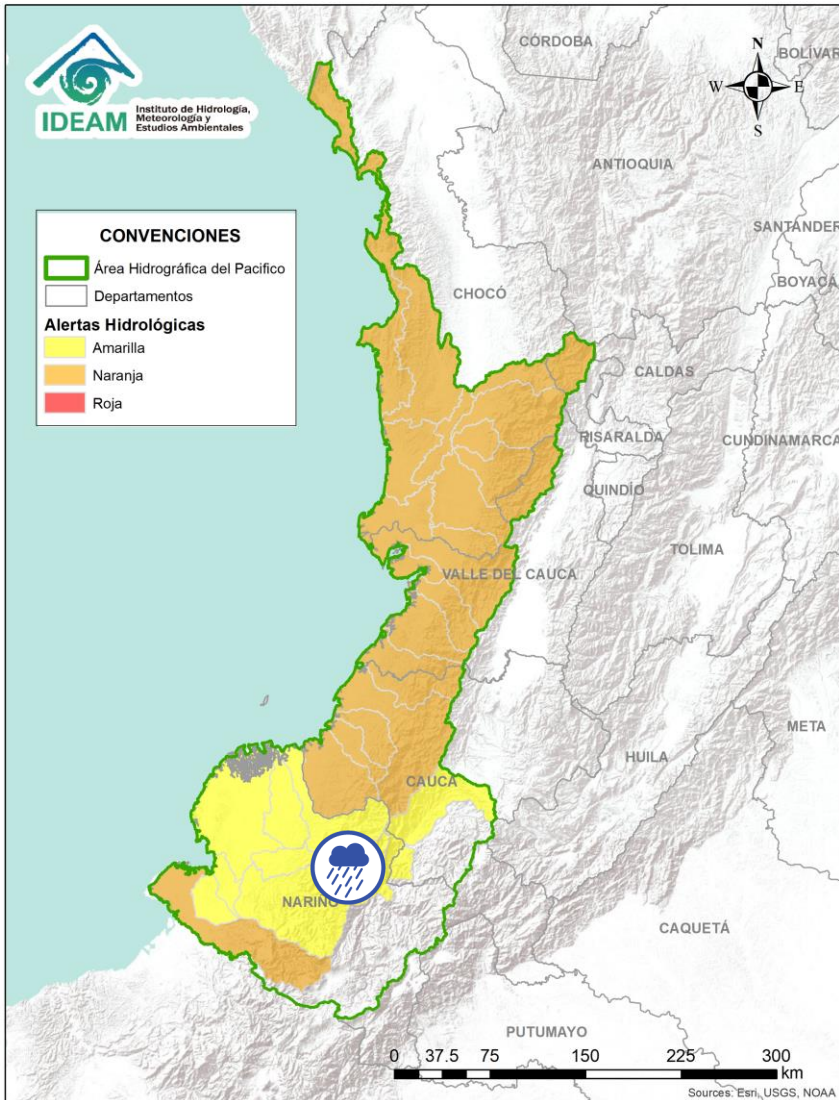 IDEAM
Instituto de Hidrología,
Meteorología y
Estudios Ambientales
CONVENCIONES
Área Hidrográfica del Pacifico
Departamentos
Alertas Hidrológicas
Amarilla
Naranja
Roja
N
W
E
S
CÓRDOBA
BOLÍVAR
ANTIOQUIA
SANTANDER
BOYACÁ
CHOCÓ
CALDAS
RISARALDA
CUNDINAMARCA
QUINDÍO
TOLIMA
VALLE DEL CAUCA
META
HUILA
CAUCA
NARIÑO
CAQUETÁ
PUTUMAYO
0 37.5 75 150 225 300
km
Sources: Esri, USGS, NOAA